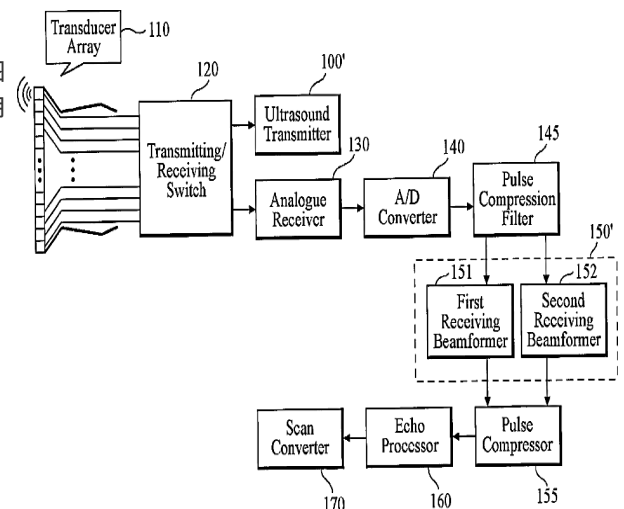 Transducer
Array
110
120
100'
Ultrasound
Transmitter
Transmitting/
Receiving
Switch
130
140
145
Analogue
Receiver
A/D
Converter
Pulse
Compression
Filter
150'
151
152
First
Receiving
Beamformer
Second
Receiving
Beamformer
Scan
Converter
Echo
Processor
Pulse
Compressor
170
160
155